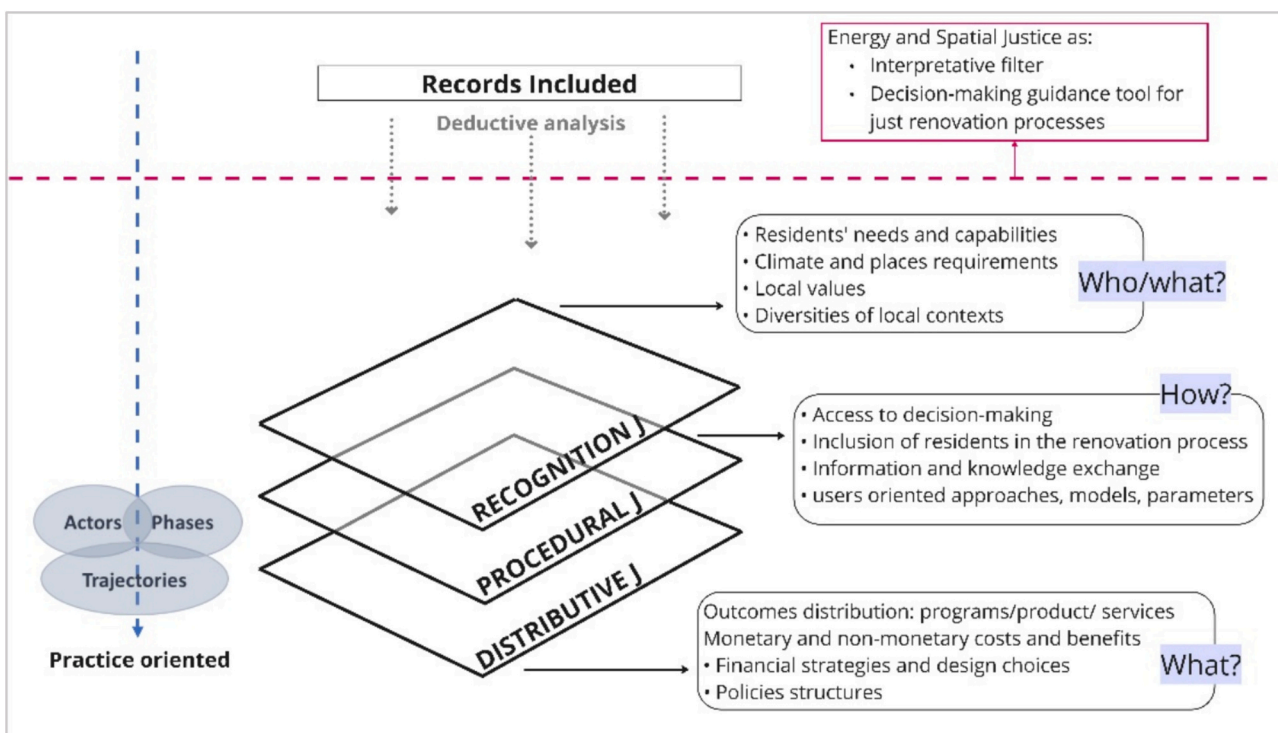 Energy and Spatial Justice as:
• Interpretative filter
• Decision-making guidance tool for
just renovation processes
Records Included
Deductive analysis
• Residents' needs and capabilities
• Climate and places requirements
• Local values
• Diversities of local contexts
Who/what?
How?
• Access to decision-making
• Inclusion of residents in the renovation process
• Information and knowledge exchange
• users oriented approaches, models, parameters
RECOGNITION J
PROCEDURAL J
DISTRIBUTIVE J
Actors
Phases
Trajectories
Practice oriented
Outcomes distribution: programs/product/ services
Monetary and non-monetary costs and benefits
• Financial strategies and design choices
• Policies structures
What?